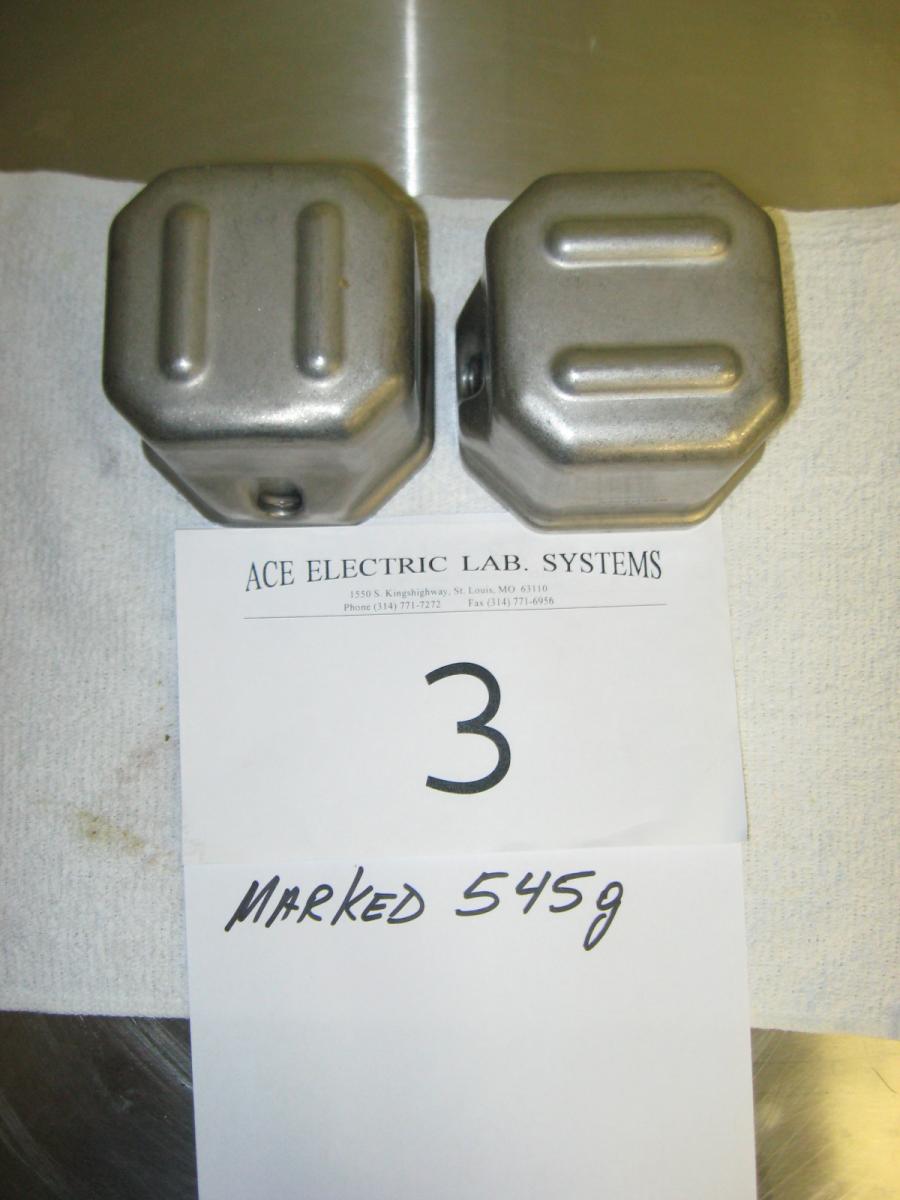 ACE ELECTRIC LAB. SYSTEMS
1550 S. Kingshighway, St. Louis, MO 63110
Phone (314) 771-7272 Fax (314) 771-6956
3
MARKED 545g